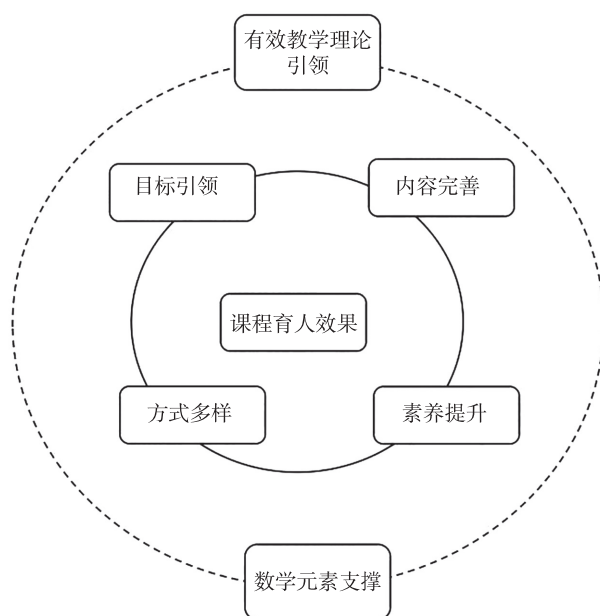 有效教学理论
引领
目标引领
内容完善
课程育人效果
方式多样
素养提升
数学元素支撑